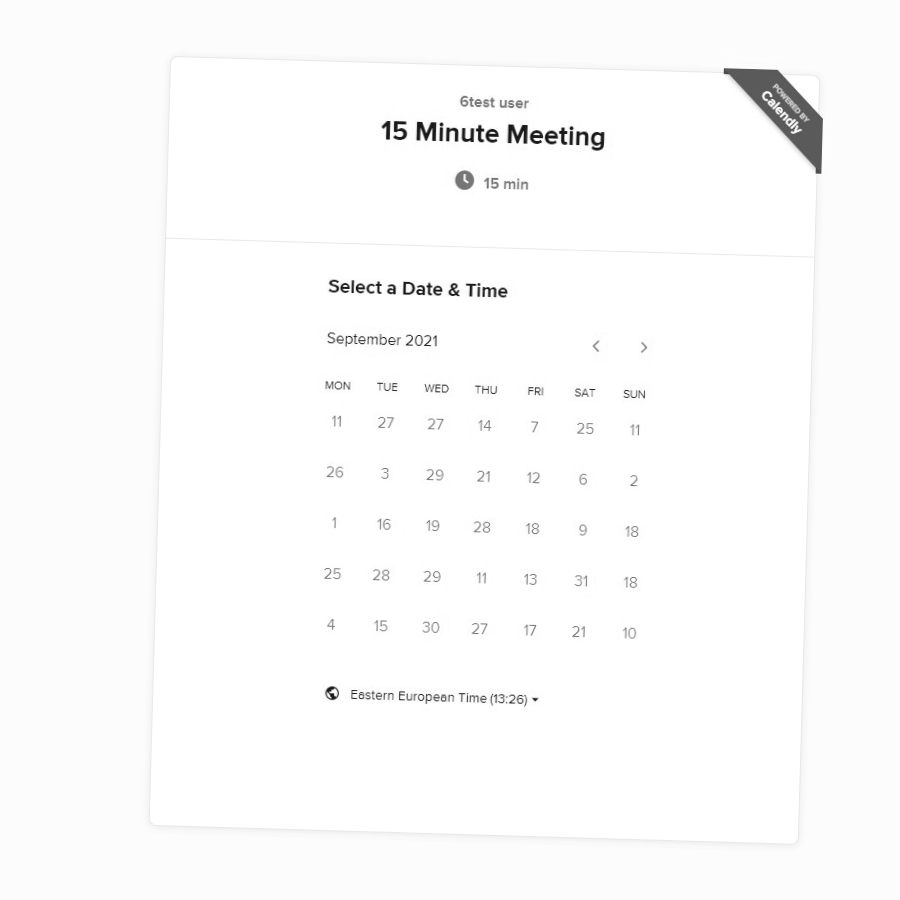 POWERED BY
Calendly
6test user
15 Minute Meeting
15 min
Select a Date & Time
September 2021
MON TUE WED THU FRI SAT SUN
11 27 27 14 7 25 11
26 3 29 21 12 6 2
1 16 19 28 18 9 18
25 28 29 11 13 31 18
4 15 30 27 17 21 10
Eastern European Time (13:26)